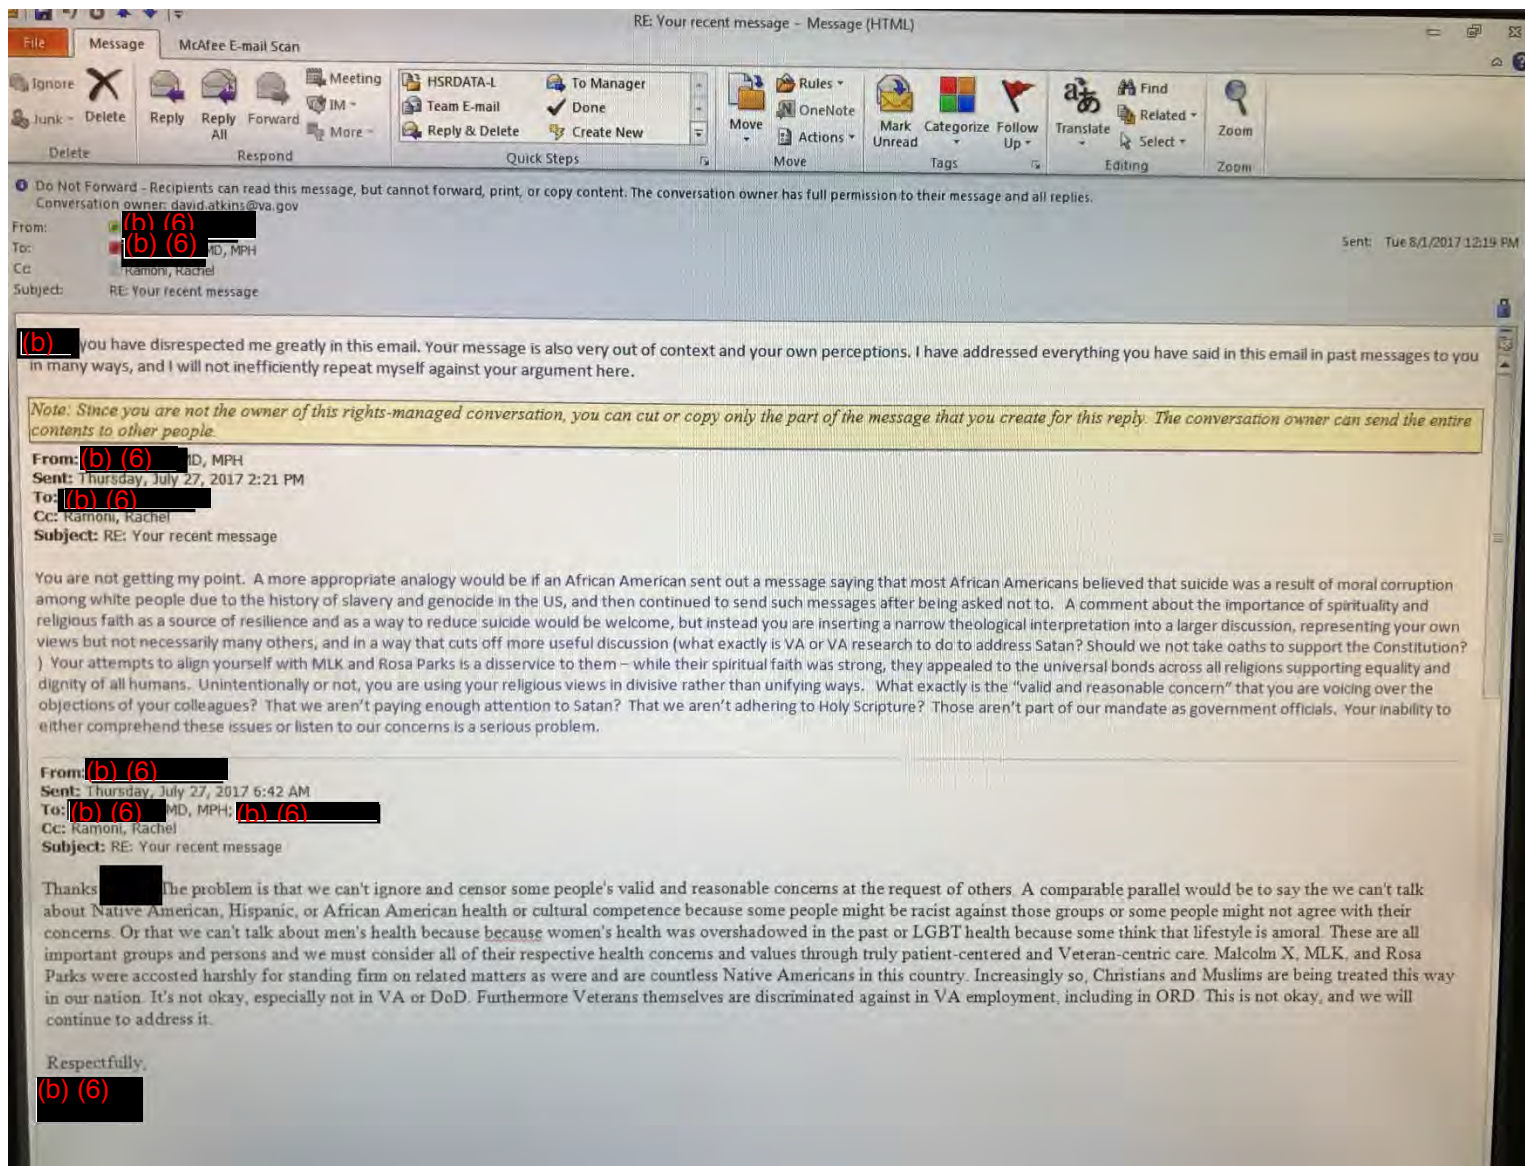 RE: Your recent message - Message (HTML)
File Message McAfee E-mail Scan
Ignore
Junk
Delete
Delete
Reply
Reply All
Forward
Meeting
IM
More
Respond
HSRDATA-L
Team E-mail
Reply & Delete
To Manager
Done
Create New
Quick Steps
Move
Rules
OneNote
Actions
Move
Mark Unread
Categorize
Follow Up
Tags
Translate
Find
Related
Select
Editing
Zoom
Zoom
Do Not Forward - Recipients can read this message, but cannot forward, print, or copy content. The conversation owner has full permission to their message and all replies.
Conversation owner: david.atkins@va.gov
From: (b) (6)
To: (b) (6) MD, MPH
Cc: Ramoni, Rachel
Subject: RE: Your recent message
Sent: Tue 8/1/2017 12:19 PM
(b) you have disrespected me greatly in this email. Your message is also very out of context and your own perceptions. I have addressed everything you have said in this email in past messages to you
in many ways, and I will not inefficiently repeat myself against your argument here.
Note: Since you are not the owner of this rights-managed conversation, you can cut or copy only the part of the message that you create for this reply. The conversation owner can send the entire
contents to other people.
From: (b) (6) MD, MPH
Sent: Thursday, July 27, 2017 2:21 PM
To: (b) (6)
Cc: Ramoni, Rachel
Subject: RE: Your recent message
You are not getting my point. A more appropriate analogy would be if an African American sent out a message saying that most African Americans believed that suicide was a result of moral corruption
among white people due to the history of slavery and genocide in the US, and then continued to send such messages after being asked not to. A comment about the importance of spirituality and
religious faith as a source of resilience and as a way to reduce suicide would be welcome, but instead you are inserting a narrow theological interpretation into a larger discussion, representing your own
views but not necessarily many others, and in a way that cuts off more useful discussion (what exactly is VA or VA research to do to address Satan? Should we not take oaths to support the Constitution?
) Your attempts to align yourself with MLK and Rosa Parks is a disservice to them – while their spiritual faith was strong, they appealed to the universal bonds across all religions supporting equality and
dignity of all humans. Unintentionally or not, you are using your religious views in divisive rather than unifying ways. What exactly is the "valid and reasonable concern" that you are voicing over the
objections of your colleagues? That we aren't paying enough attention to Satan? That we aren't adhering to Holy Scripture? Those aren't part of our mandate as government officials. Your inability to
either comprehend these issues or listen to our concerns is a serious problem.
From: (b) (6)
Sent: Thursday, July 27, 2017 6:42 AM
To: (b) (6) MD, MPH; (b) (6)
Cc: Ramoni, Rachel
Subject: RE: Your recent message
Thanks The problem is that we can't ignore and censor some people's valid and reasonable concerns at the request of others. A comparable parallel would be to say the we can't talk
about Native American, Hispanic, or African American health or cultural competence because some people might be racist against those groups or some people might not agree with their
concerns. Or that we can't talk about men's health because because women's health was overshadowed in the past or LGBT health because some think that lifestyle is amoral. These are all
important groups and persons and we must consider all of their respective health concerns and values through truly patient-centered and Veteran-centric care. Malcolm X, MLK, and Rosa
Parks were accosted harshly for standing firm on related matters as were and are countless Native Americans in this country. Increasingly so, Christians and Muslims are being treated this way
in our nation. It's not okay, especially not in VA or DoD. Furthermore Veterans themselves are discriminated against in VA employment, including in ORD. This is not okay, and we will
continue to address it.
Respectfully,
(b) (6)